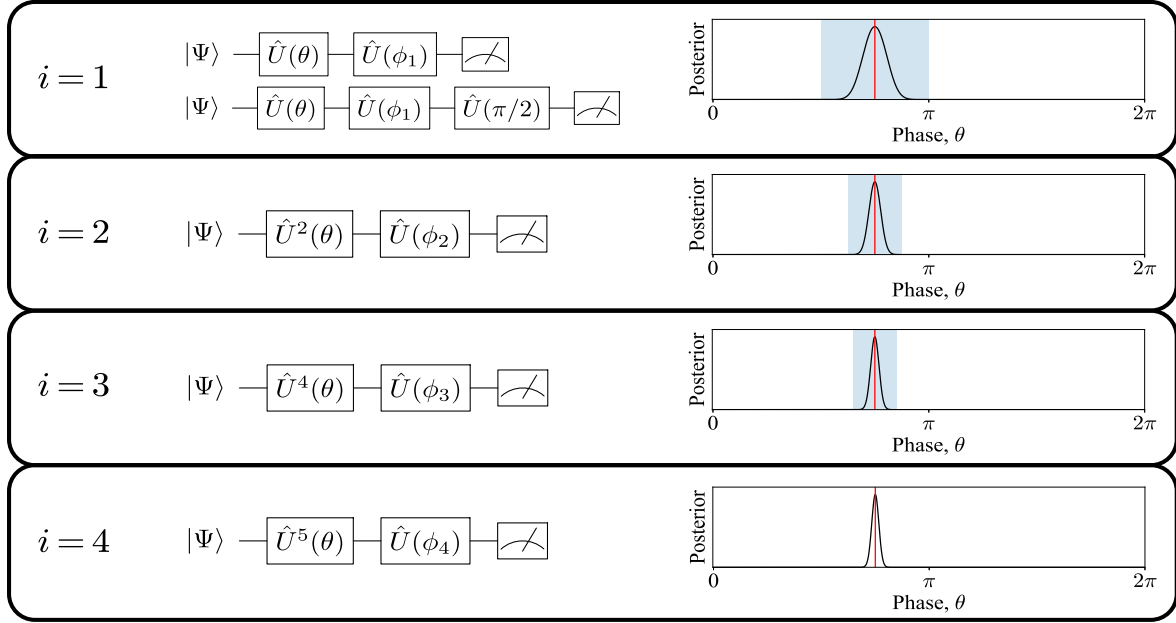 i = 1
|Ψ⟩ Û(θ) Û(ϕ₁)
|Ψ⟩ Û(θ) Û(ϕ₁) Û(π/2)
Posterior
0 π 2π
Phase, θ
i = 2
|Ψ⟩ Û²(θ) Û(ϕ₂)
Posterior
0 π 2π
Phase, θ
i = 3
|Ψ⟩ Û⁴(θ) Û(ϕ₃)
Posterior
0 π 2π
Phase, θ
i = 4
|Ψ⟩ Û⁵(θ) Û(ϕ₄)
Posterior
0 π 2π
Phase, θ